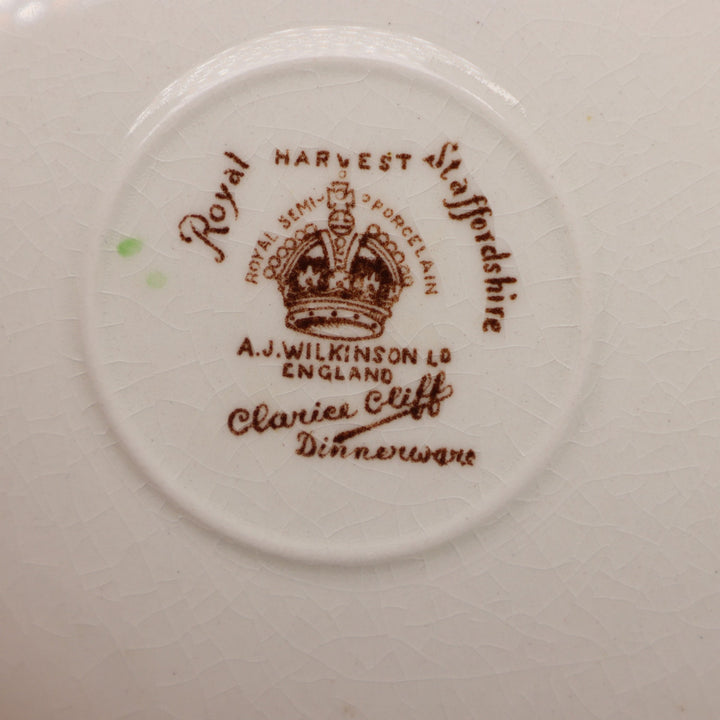 HARVEST
Royal Staffordshire
ROYAL SEMI-PORCELAIN
A.J. WILKINSON LD
ENGLAND
Clarice Cliff
Dinnerware